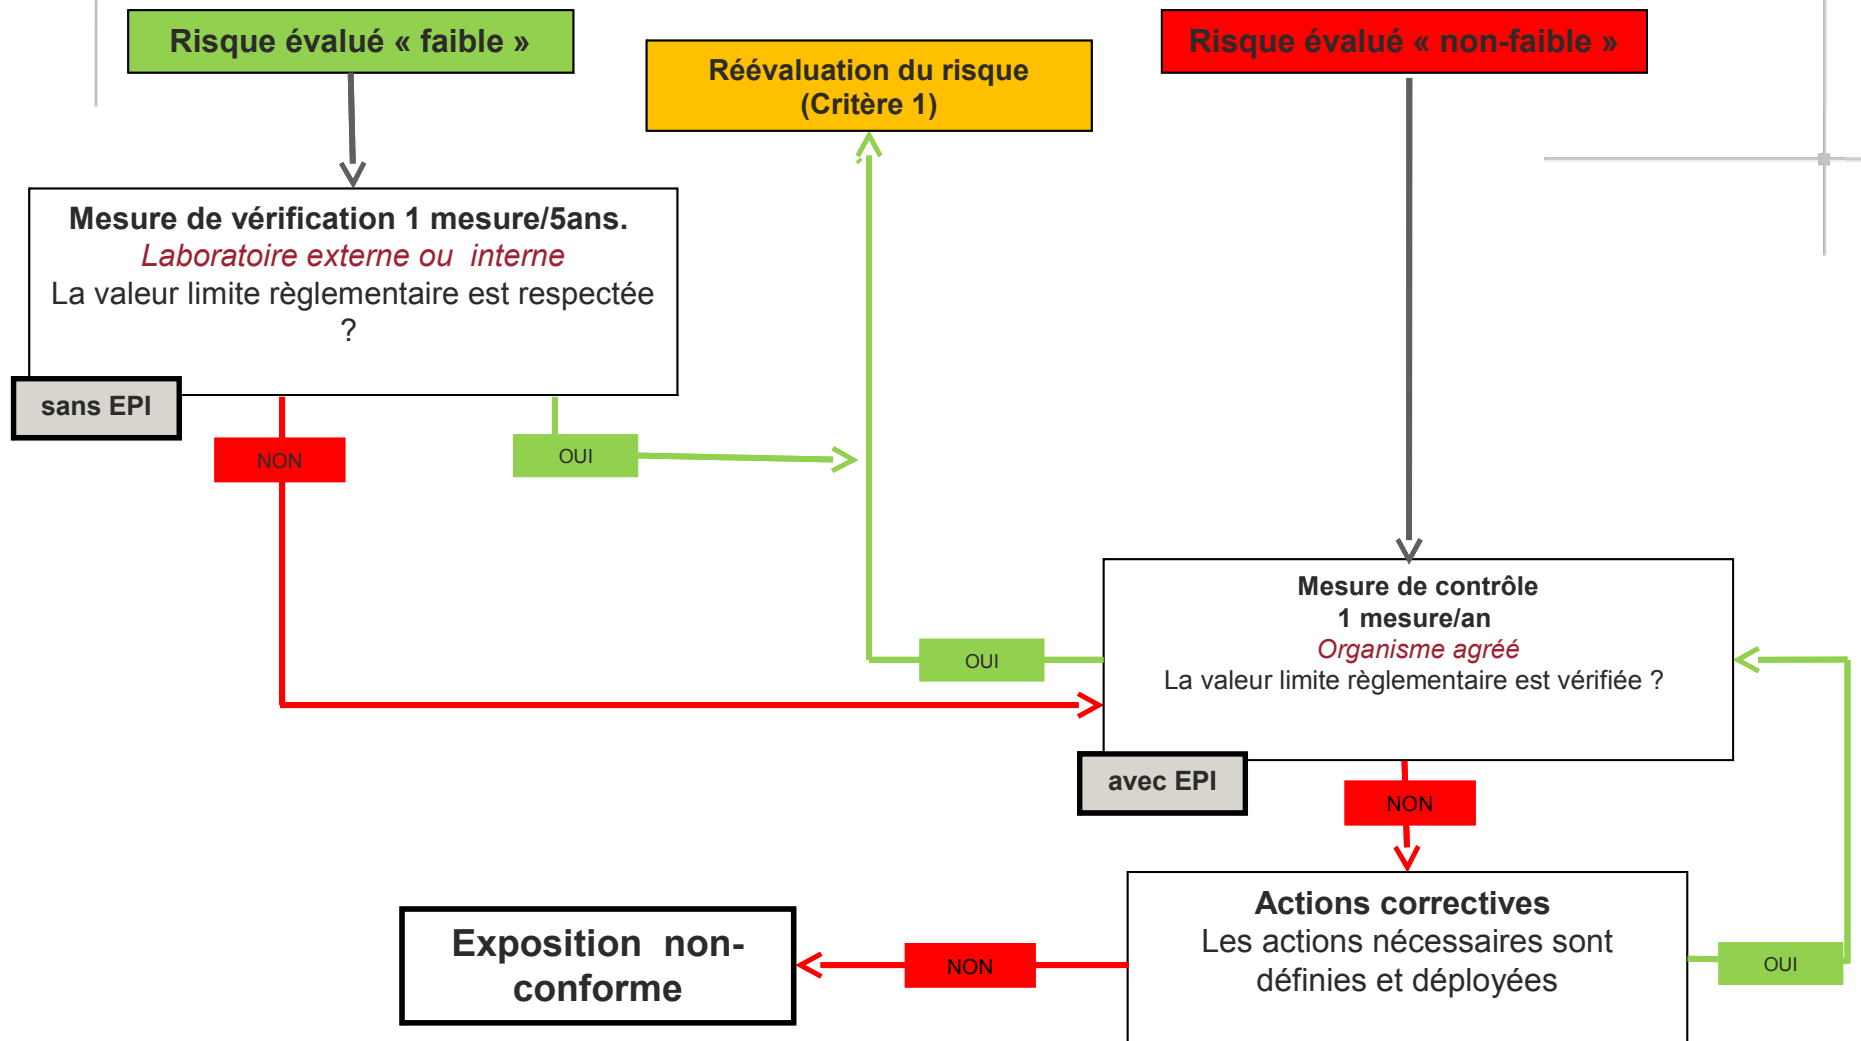 Risque évalué « faible »
Réévaluation du risque
(Critère 1)
Risque évalué « non-faible »
Mesure de vérification 1 mesure/5ans.
Laboratoire externe ou  interne
La valeur limite règlementaire est respectée
?
sans EPI
NON
OUI
Mesure de contrôle
1 mesure/an
Organisme agréé
La valeur limite règlementaire est vérifiée ?
OUI
avec EPI
NON
Actions correctives
Les actions nécessaires sont
définies et déployées
Exposition  non-
conforme
NON
OUI